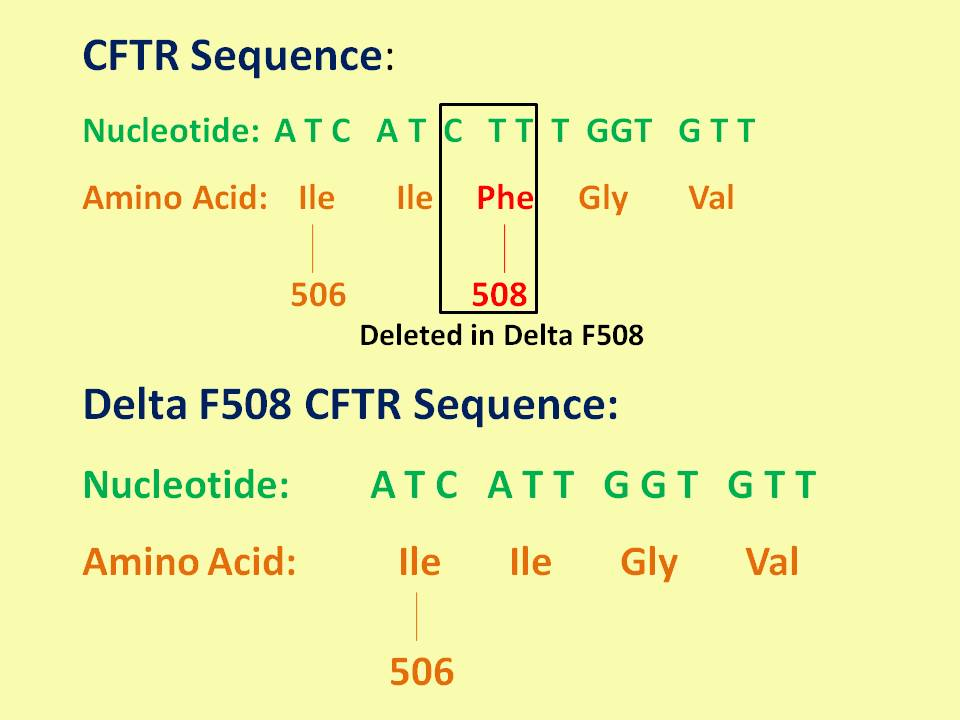 CFTR Sequence:
Nucleotide: A T C A T C T T T GGT G T T
Amino Acid: Ile Ile Phe Gly Val
506 508
Deleted in Delta F508
Delta F508 CFTR Sequence:
Nucleotide: A T C A T T G G T G T T
Amino Acid: Ile Ile Gly Val
506